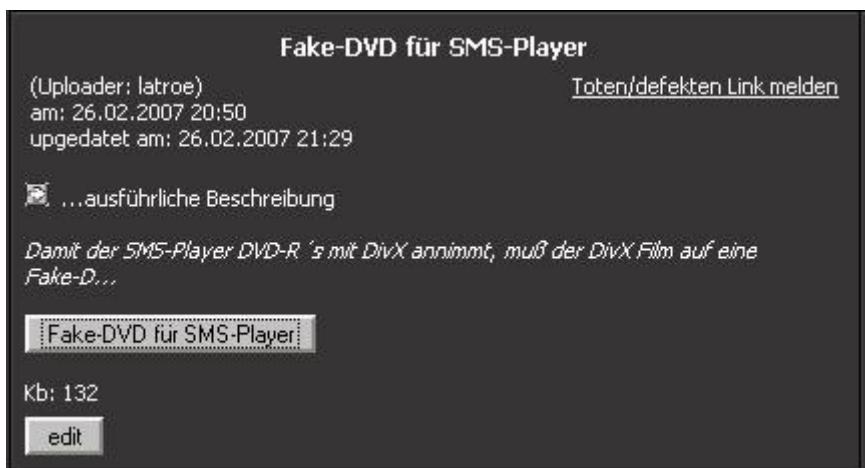 Fake-DVD für SMS-Player
(Uploader: latroe)
Toten/defekten Link melden
am: 26.02.2007 20:50
upgedatet am: 26.02.2007 21:29
...ausführliche Beschreibung
Damit der SMS-Player DVD-R ´s mit DivX annimmt, muß der DivX Film auf eine
Fake-D...
Fake-DVD für SMS-Player
Kb: 132
edit